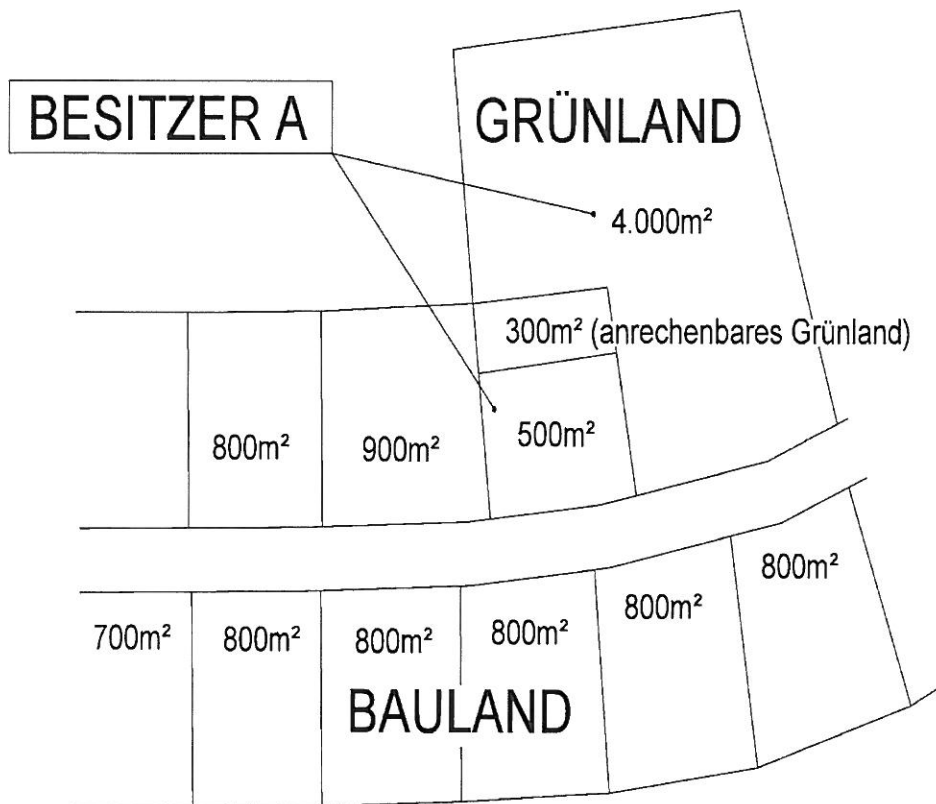 BESITZER A
GRÜNLAND
4.000m²
300m² (anrechenbares Grünland)
800m²
900m²
500m²
700m²
800m²
800m²
800m²
800m²
800m²
BAULAND